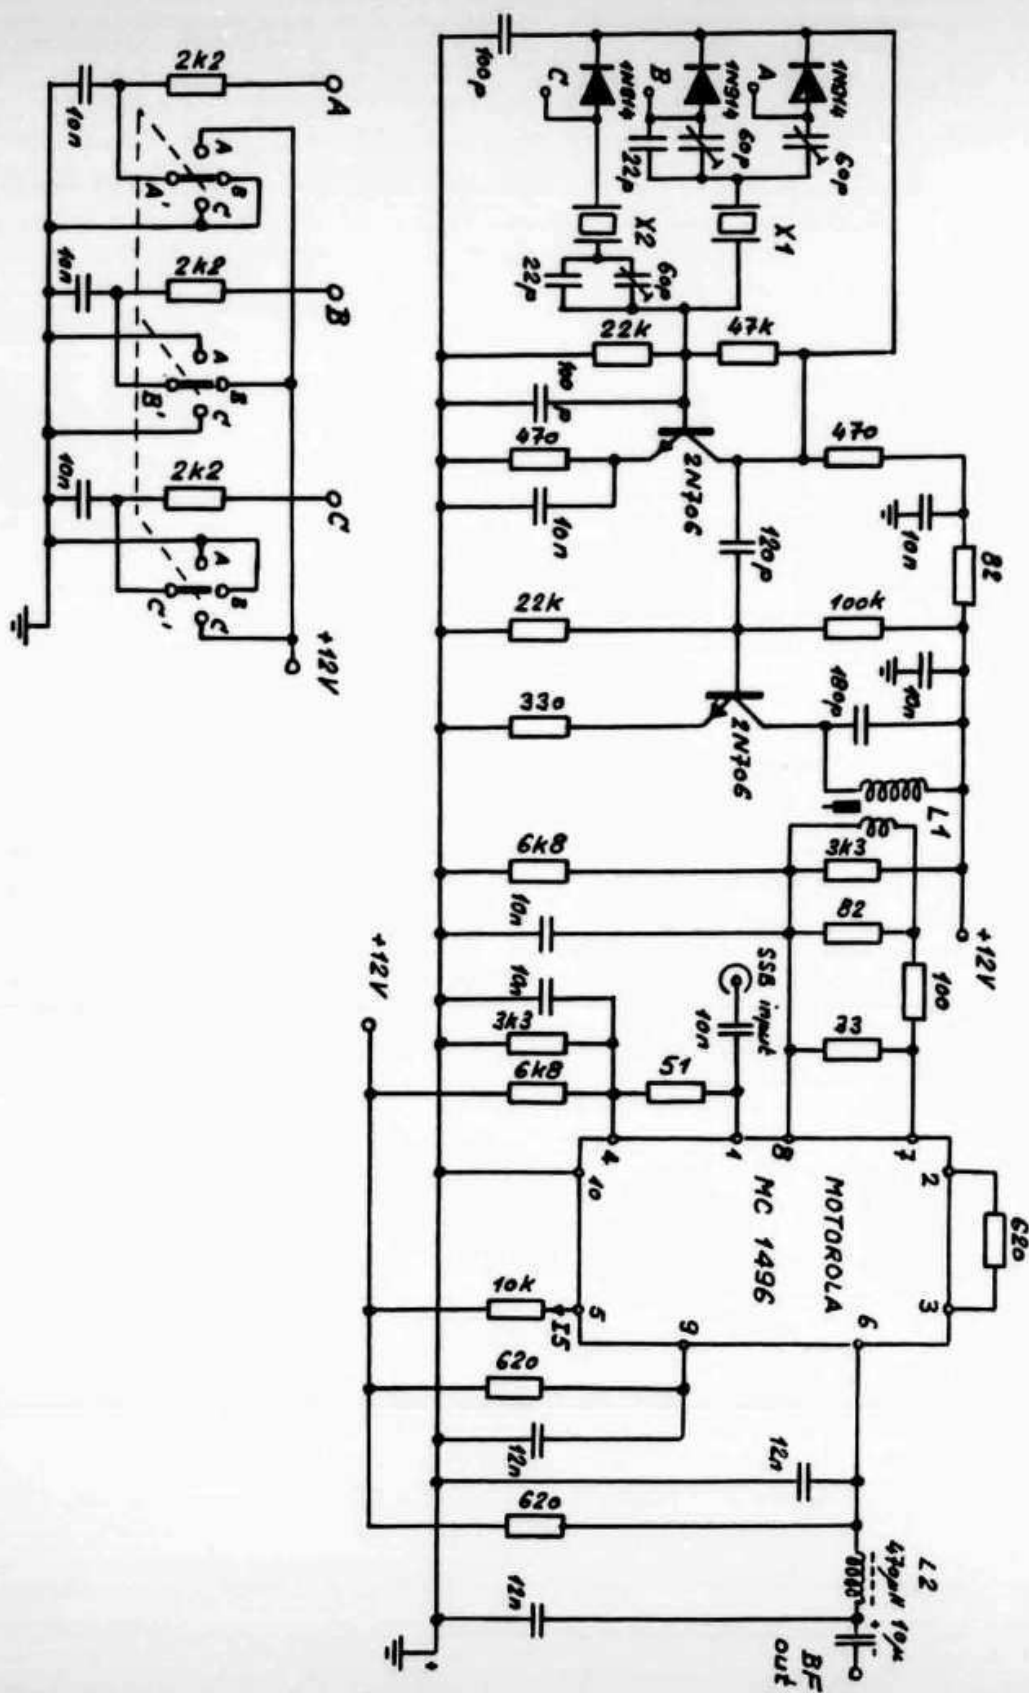 100p
C
1N914
B
1N914
A
1N914
22p
60p
60p
X2
X1
22p
60p
22k
47k
100p
470
2N706
470
10n
120p
10n
82
22k
100k
10n
330
2N706
180p
L1
6k8
3k3
+12V
10n
82
100
10n
SSB input
10n
3k3
33
6k8
51
4
1
8
7
10
2
MOTOROLA
MC 1496
620
5
9
6
3
10k
I5
620
12n
12n
620
L2
470µH
10µ
+
-
12n
BF
out
+12V
2k2
A
10n
A
B
C
A'
2k2
B
10n
A
B
C
B'
2k2
C
10n
A
B
C
C'
+12V